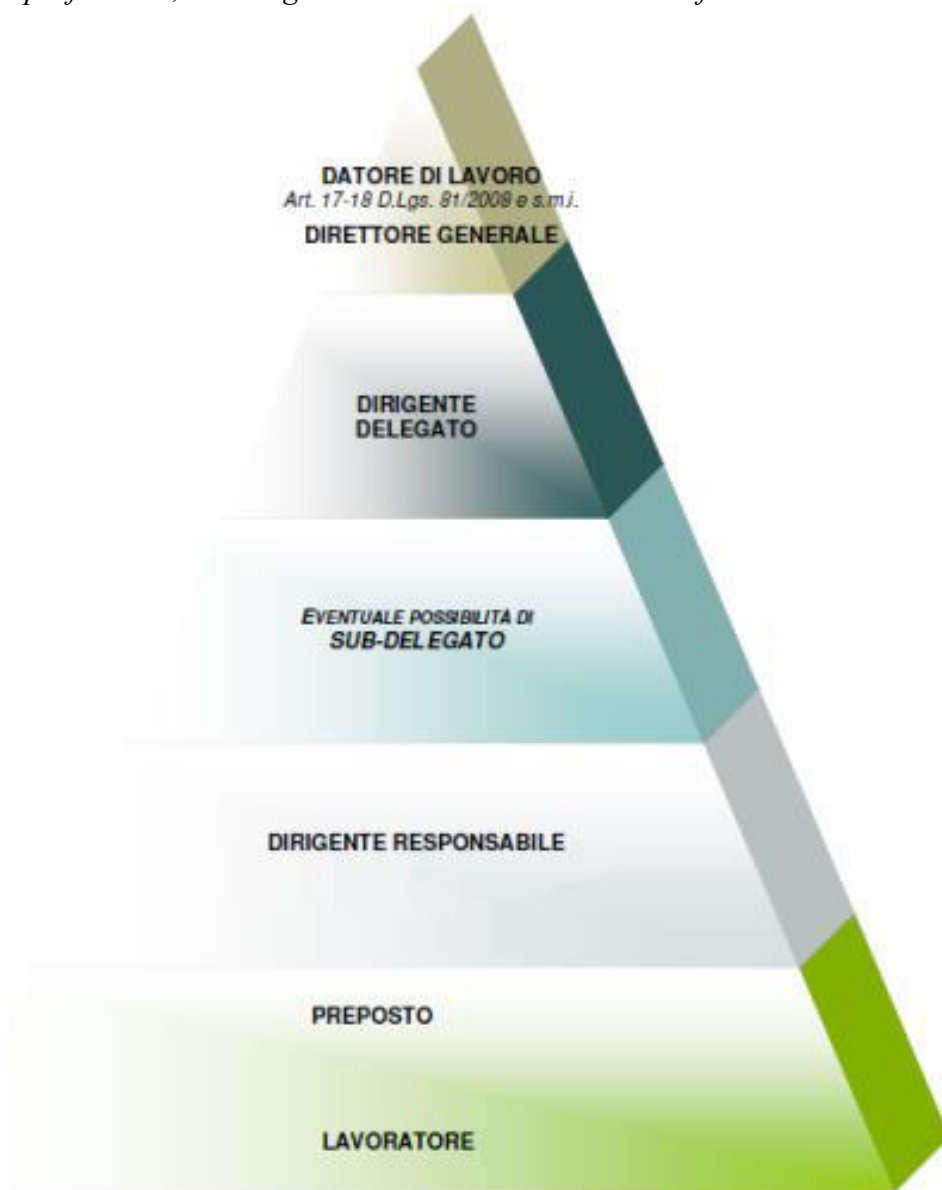 DATORE DI LAVORO
Art. 17-18 D.Lgs. 81/2008 e s.m.i.
DIRETTORE GENERALE
DIRIGENTE
DELEGATO
EVENTUALE POSSIBILITÀ DI
SUB-DELEGATO
DIRIGENTE RESPONSABILE
PREPOSTO
LAVORATORE